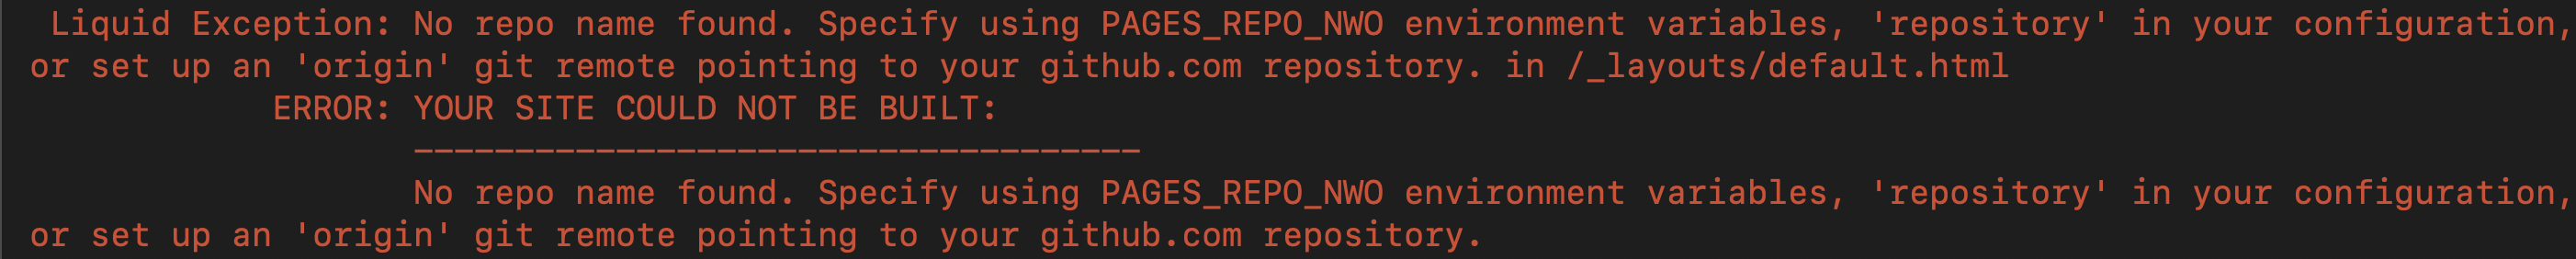 Liquid Exception: No repo name found. Specify using PAGES_REPO_NWO environment variables, 'repository' in your configuration,
or set up an 'origin' git remote pointing to your github.com repository. in /_layouts/default.html
ERROR: YOUR SITE COULD NOT BE BUILT:
------------------------------------
No repo name found. Specify using PAGES_REPO_NWO environment variables, 'repository' in your configuration,
or set up an 'origin' git remote pointing to your github.com repository.